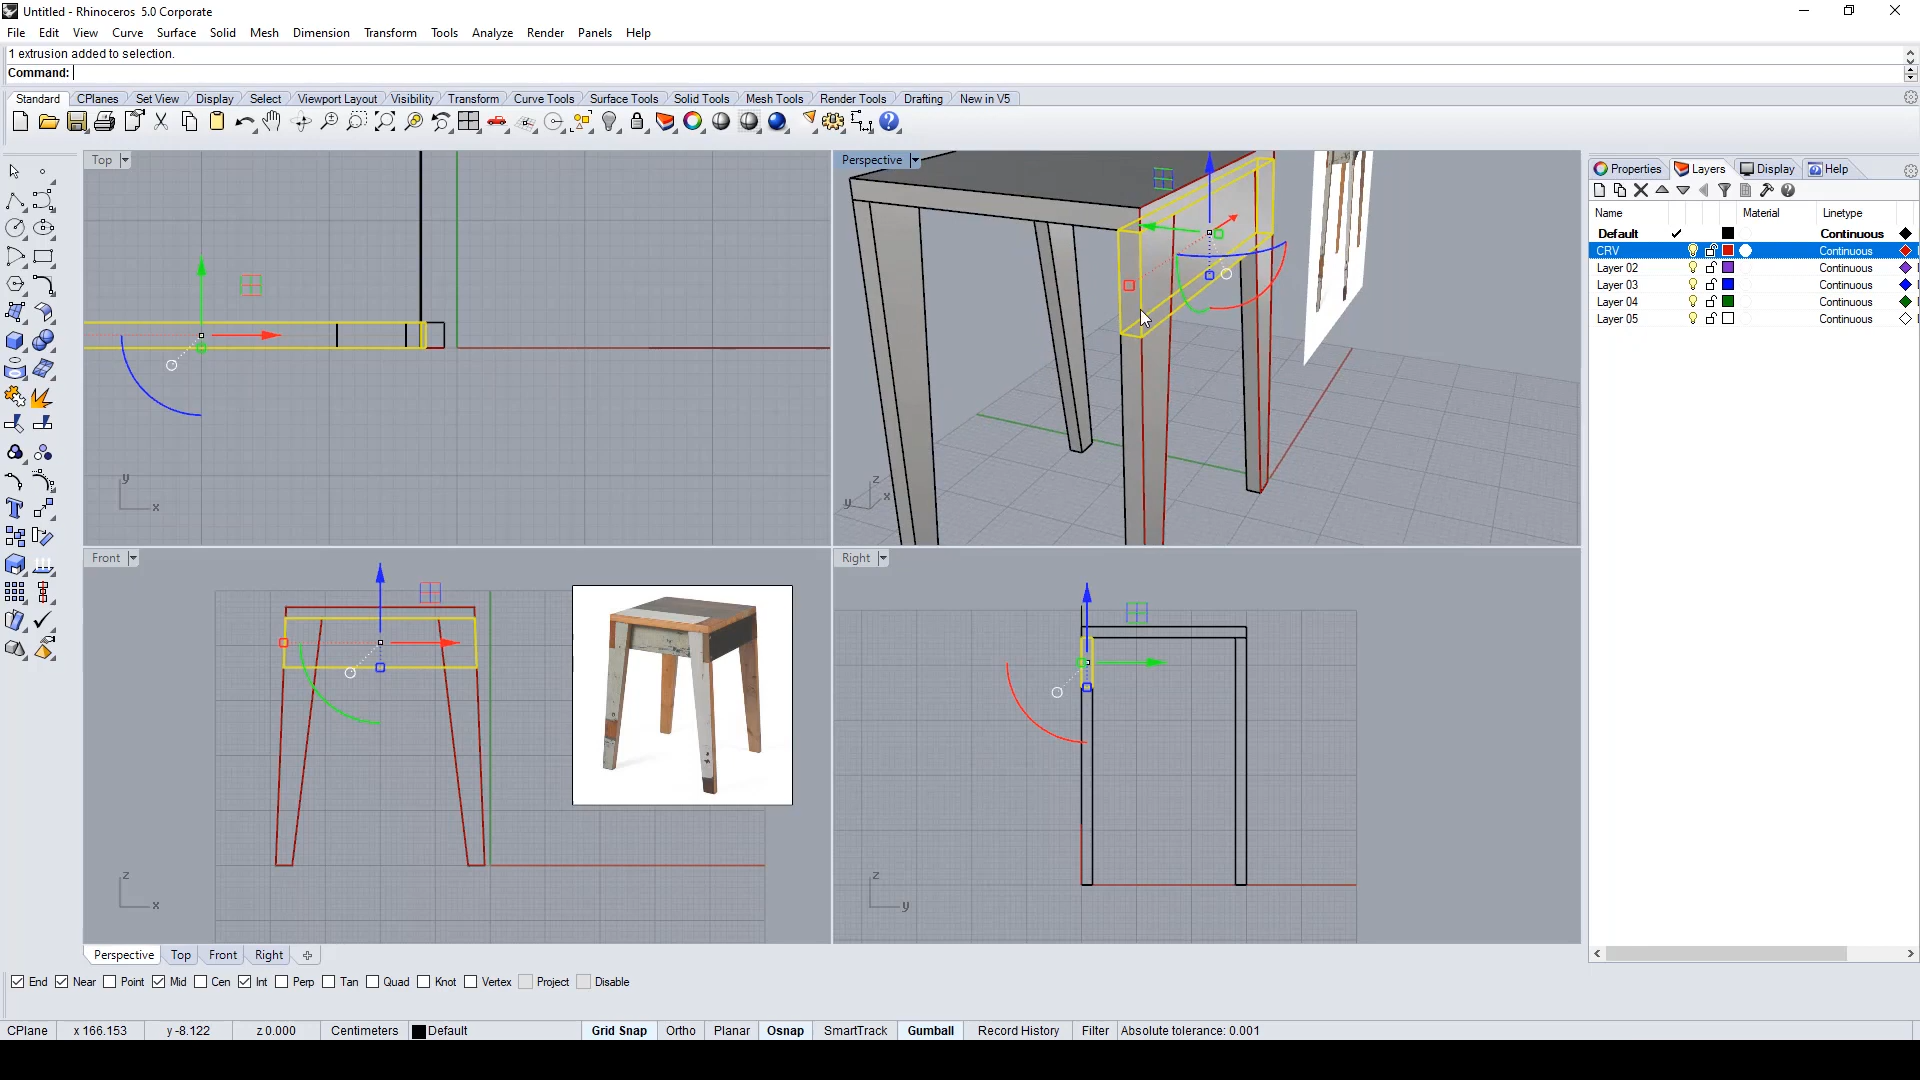 Untitled - Rhinoceros 5.0 Corporate
File Edit View Curve Surface Solid Mesh Dimension Transform Tools Analyze Render Panels Help
1 extrusion added to selection.
Command:
Standard CPlanes Set View Display Select Viewport Layout Visibility Transform Curve Tools Surface Tools Solid Tools Mesh Tools Render Tools Drafting New in V5
Top
Perspective
Properties Layers Display Help
Name Material Linetype
Default Continuous
CRV Continuous
Layer 02 Continuous
Layer 03 Continuous
Layer 04 Continuous
Layer 05 Continuous
y
x
z
y
x
Front
Right
z
x
z
y
Perspective Top Front Right
End Near Point Mid Cen Int Perp Tan Quad Knot Vertex Project Disable
CPlane x 166.153 y -8.122 z 0.000 Centimeters Default Grid Snap Ortho Planar Osnap SmartTrack Gumball Record History Filter Absolute tolerance: 0.001